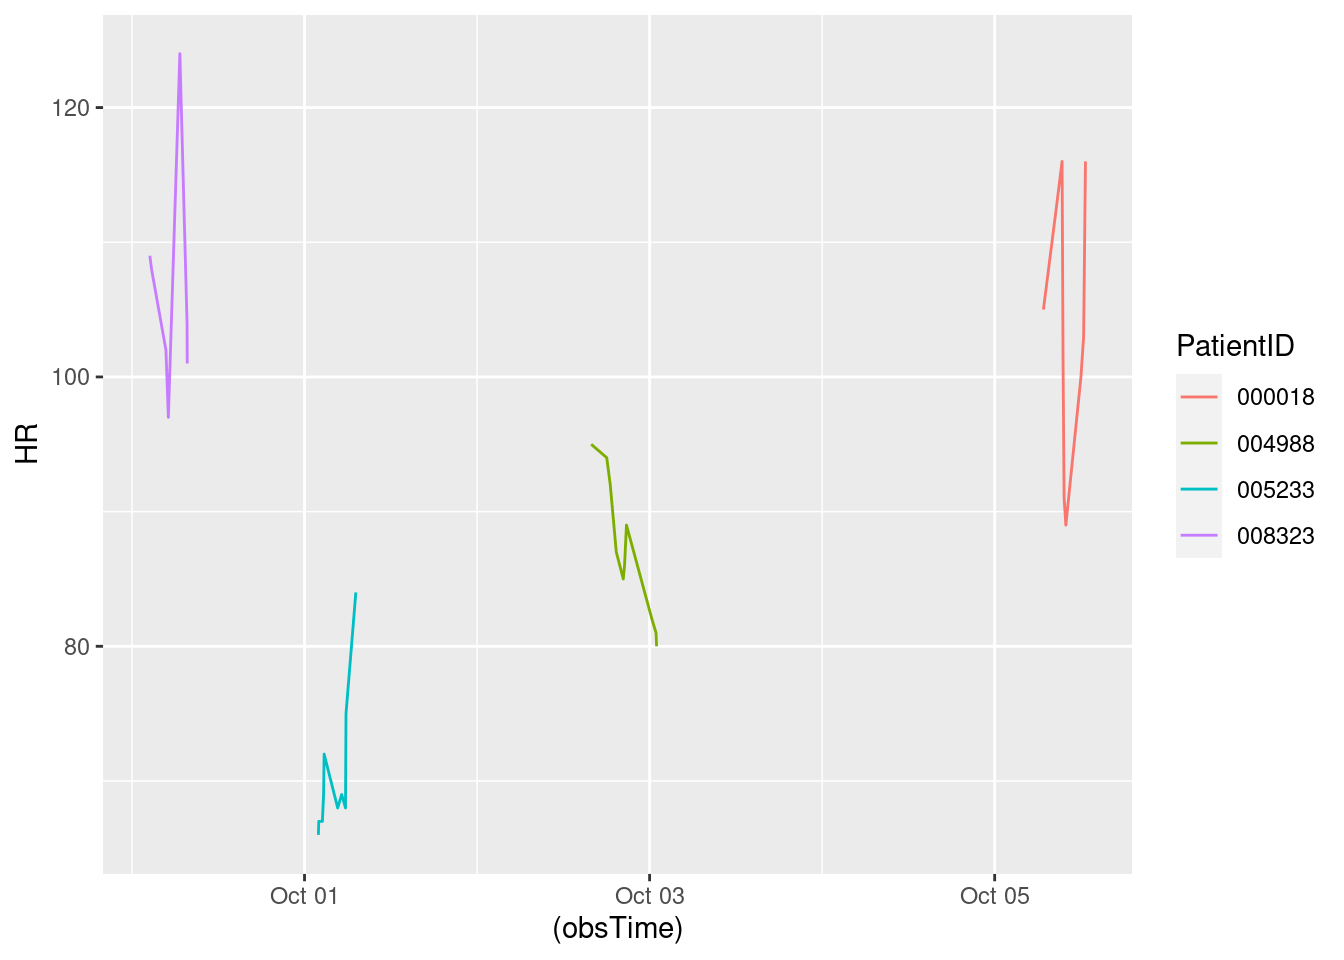 120
100
80
HR
Oct 01
Oct 03
Oct 05
(obsTime)
PatientID
000018
004988
005233
008323